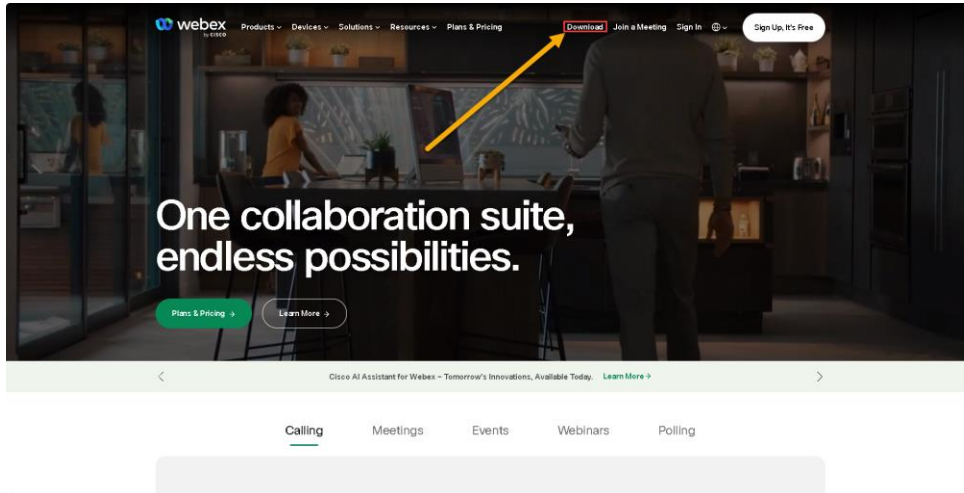 webex
by CISCO
Products Devices Solutions Resources Plans & Pricing Download Join a Meeting Sign In Sign Up, It's Free
One collaboration suite,
endless possibilities.
Plans & Pricing → Learn More →
Cisco AI Assistant for Webex – Tomorrow's Innovations, Available Today. Learn More →
Calling Meetings Events Webinars Polling